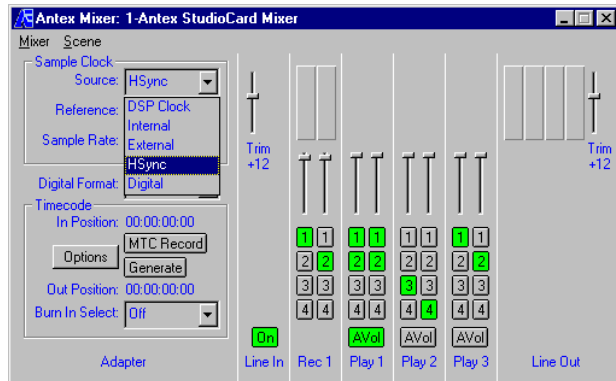 Antex Mixer: 1-Antex StudioCard Mixer
Mixer Scene
Sample Clock
Source: HSync
Reference:
Sample Rate:
DSP Clock
Internal
External
HSync
Digital
Digital Format:
Timecode
In Position: 00:00:00:00
MTC Record
Options
Generate
Out Position: 00:00:00:00
Burn In Select: Off
Adapter
Trim
+12
On
Line In
1 1
2 2
3 3
4 4
Rec 1
1 1
2 2
3 3
4 4
AVol
Play 1
1 1
2 2
3 3
4 4
AVol
Play 2
1 1
2 2
3 3
4 4
AVol
Play 3
Trim
+12
Line Out